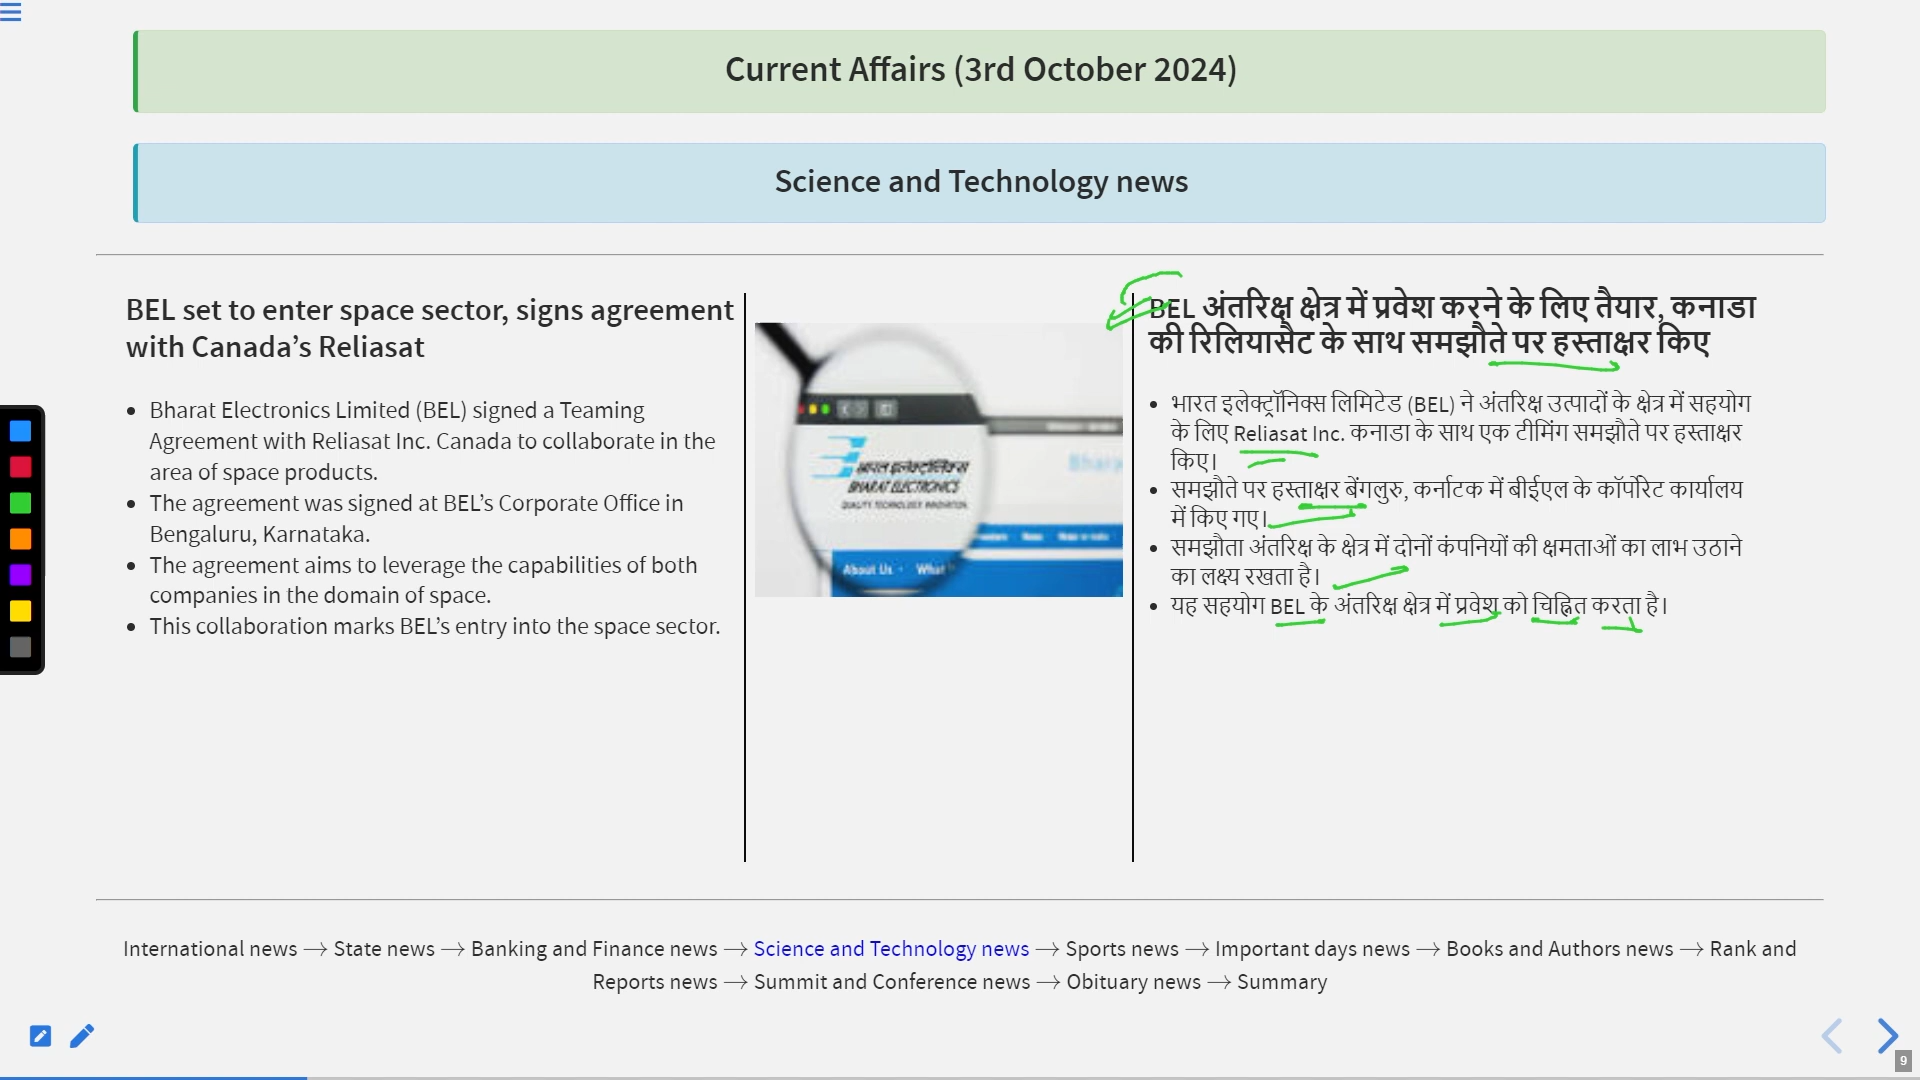 Current Affairs (3rd October 2024)
Science and Technology news
BEL set to enter space sector, signs agreement
with Canada’s Reliasat
• Bharat Electronics Limited (BEL) signed a Teaming
Agreement with Reliasat Inc. Canada to collaborate in the
area of space products.
• The agreement was signed at BEL’s Corporate Office in
Bengaluru, Karnataka.
• The agreement aims to leverage the capabilities of both
companies in the domain of space.
• This collaboration marks BEL’s entry into the space sector.
भारत इलेक्ट्रॉनिक्स
BHARAT ELECTRONICS
QUALITY. TECHNOLOGY. INNOVATION.
About Us
What
BEL अंतरिक्ष क्षेत्र में प्रवेश करने के लिए तैयार, कनाडा
की रिलियासैट के साथ समझौते पर हस्ताक्षर किए
• भारत इलेक्ट्रॉनिक्स लिमिटेड (BEL) ने अंतरिक्ष उत्पादों के क्षेत्र में सहयोग
के लिए Reliasat Inc. कनाडा के साथ एक टीमिंग समझौते पर हस्ताक्षर
किए।
• समझौते पर हस्ताक्षर बेंगलुरु, कर्नाटक में बीईएल के कॉर्पोरेट कार्यालय
में किए गए।
• समझौता अंतरिक्ष के क्षेत्र में दोनों कंपनियों की क्षमताओं का लाभ उठाने
का लक्ष्य रखता है।
• यह सहयोग BEL के अंतरिक्ष क्षेत्र में प्रवेश को चिह्नित करता है।
International news → State news → Banking and Finance news → Science and Technology news → Sports news → Important days news → Books and Authors news → Rank and
Reports news → Summit and Conference news → Obituary news → Summary
9